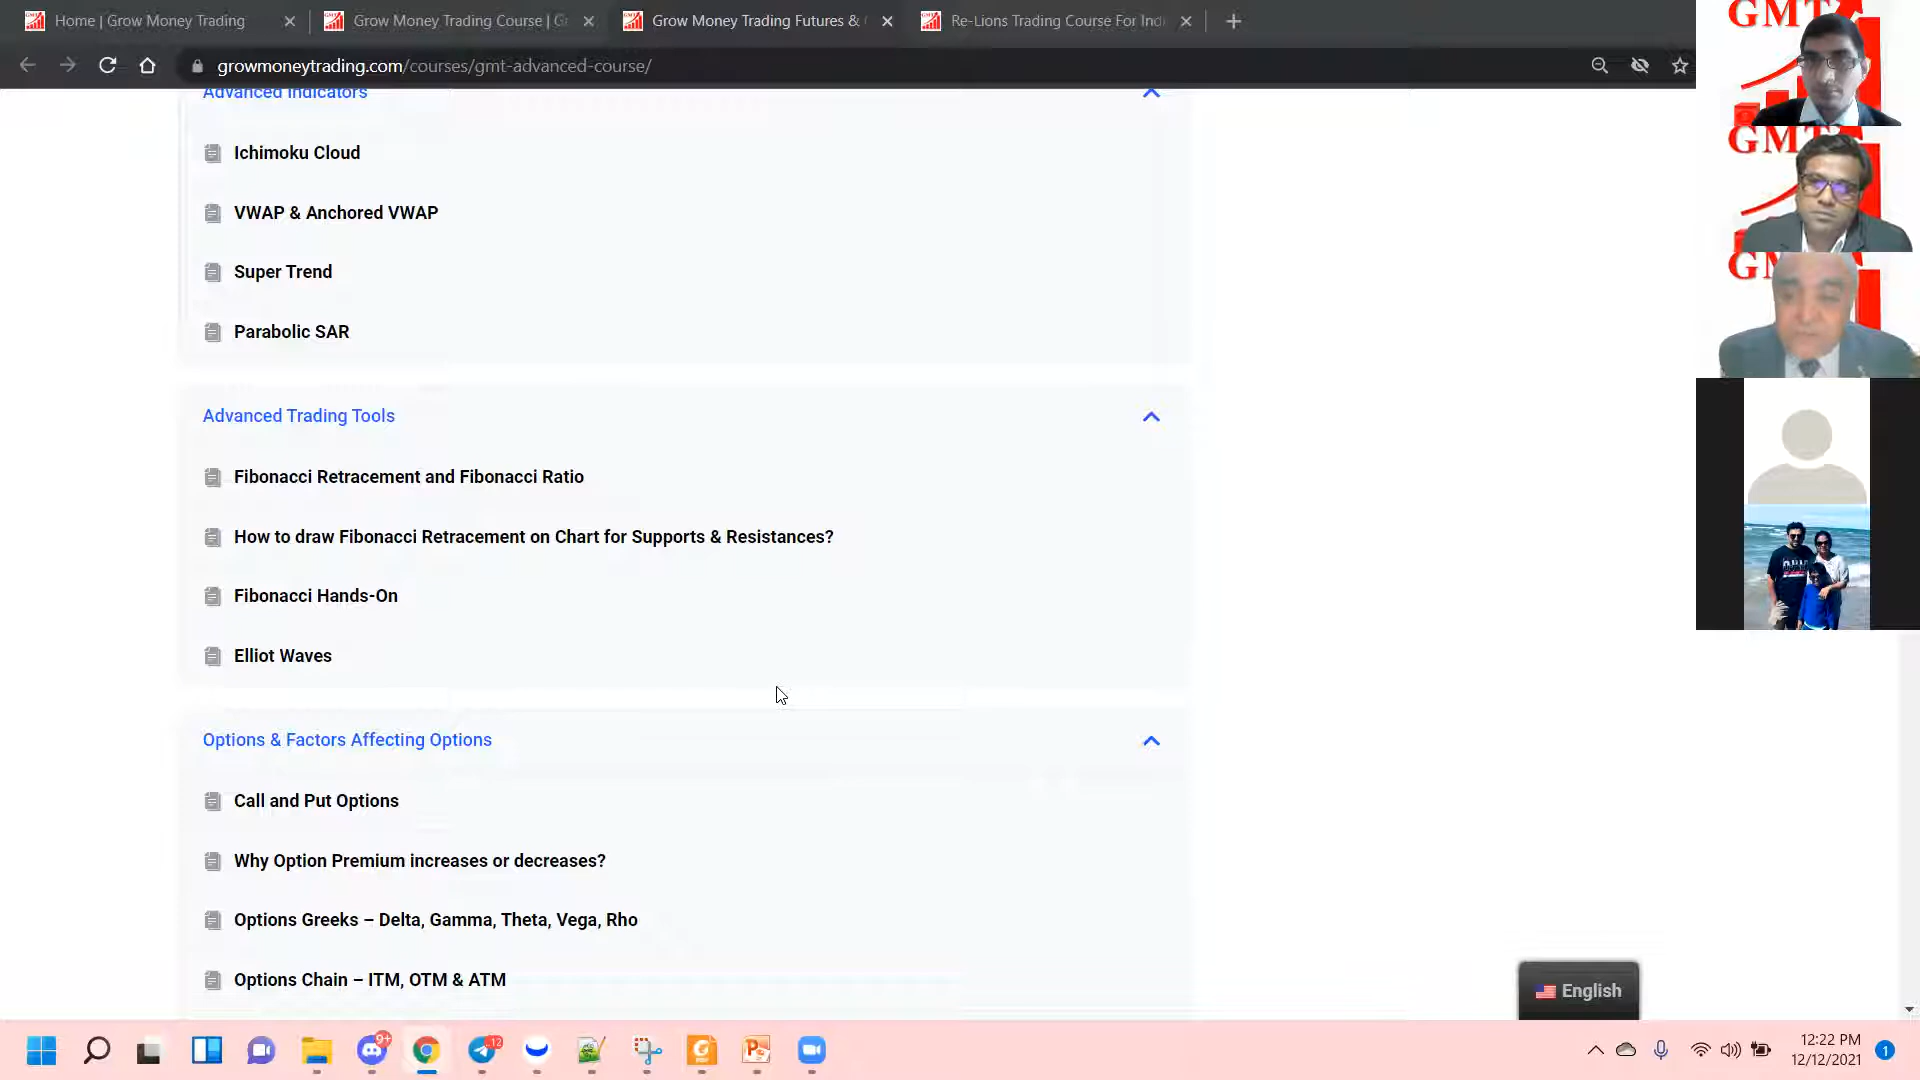 Home | Grow Money Trading
Grow Money Trading Course | G
Grow Money Trading Futures &
Re-Lions Trading Course For Ind
growmoneytrading.com/courses/gmt-advanced-course/
GMT
GMT
G
Advanced Indicators
Ichimoku Cloud
VWAP & Anchored VWAP
Super Trend
Parabolic SAR
Advanced Trading Tools
Fibonacci Retracement and Fibonacci Ratio
How to draw Fibonacci Retracement on Chart for Supports & Resistances?
Fibonacci Hands-On
Elliot Waves
Options & Factors Affecting Options
Call and Put Options
Why Option Premium increases or decreases?
Options Greeks – Delta, Gamma, Theta, Vega, Rho
Options Chain – ITM, OTM & ATM
English
9+
12
12:22 PM
12/12/2021
1